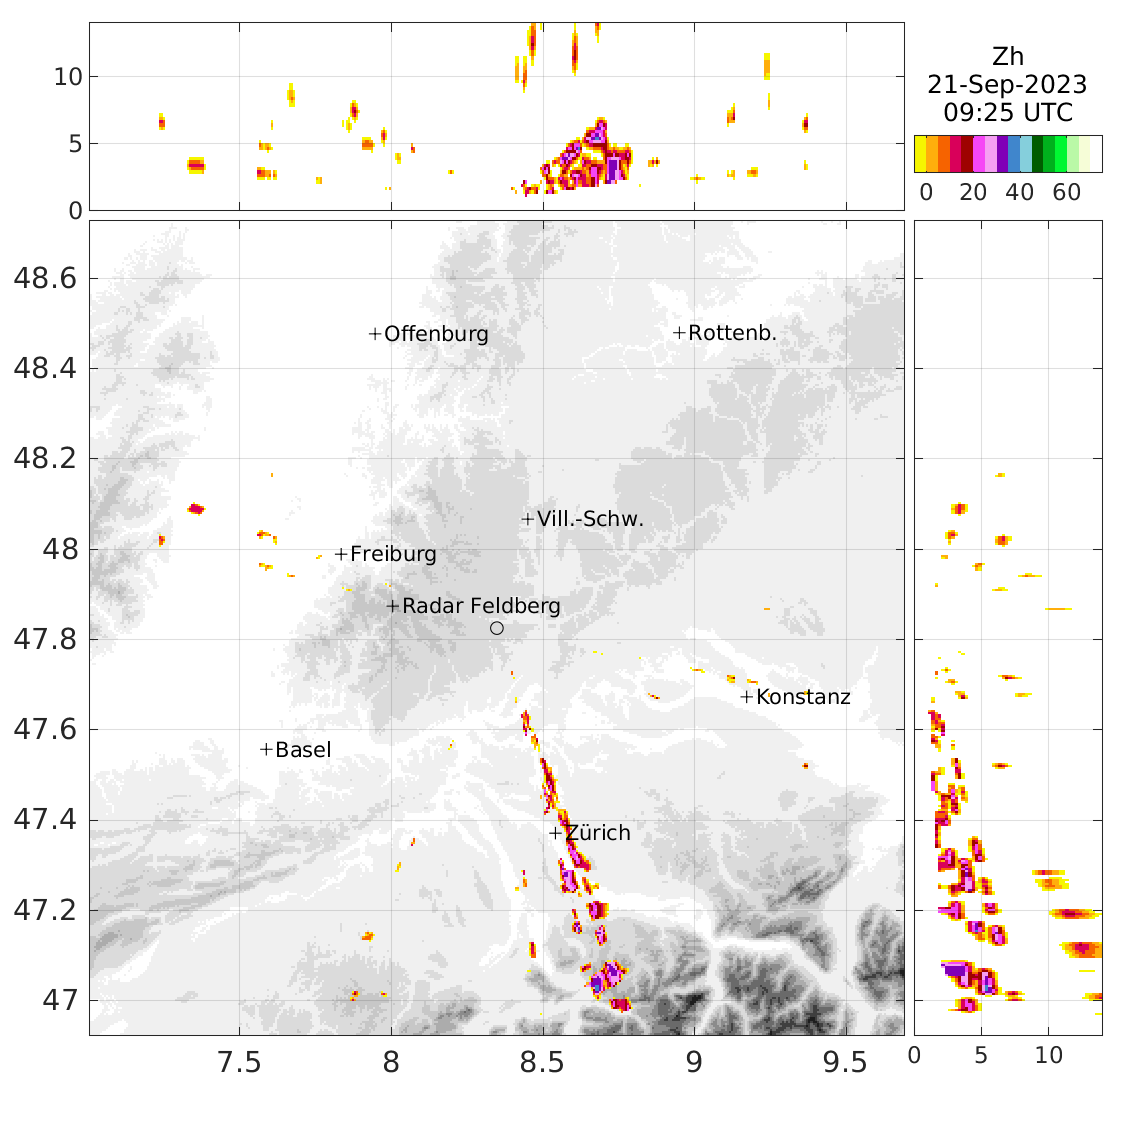 10
5
0
Zh
21-Sep-2023
09:25 UTC
0 20 40 60
48.6
48.4
48.2
48
47.8
47.6
47.4
47.2
47
+Offenburg
+Rottenb.
+Vill.-Schw.
+Freiburg
+Radar Feldberg
+Konstanz
+Basel
+Zürich
7.5 8 8.5 9 9.5
0 5 10